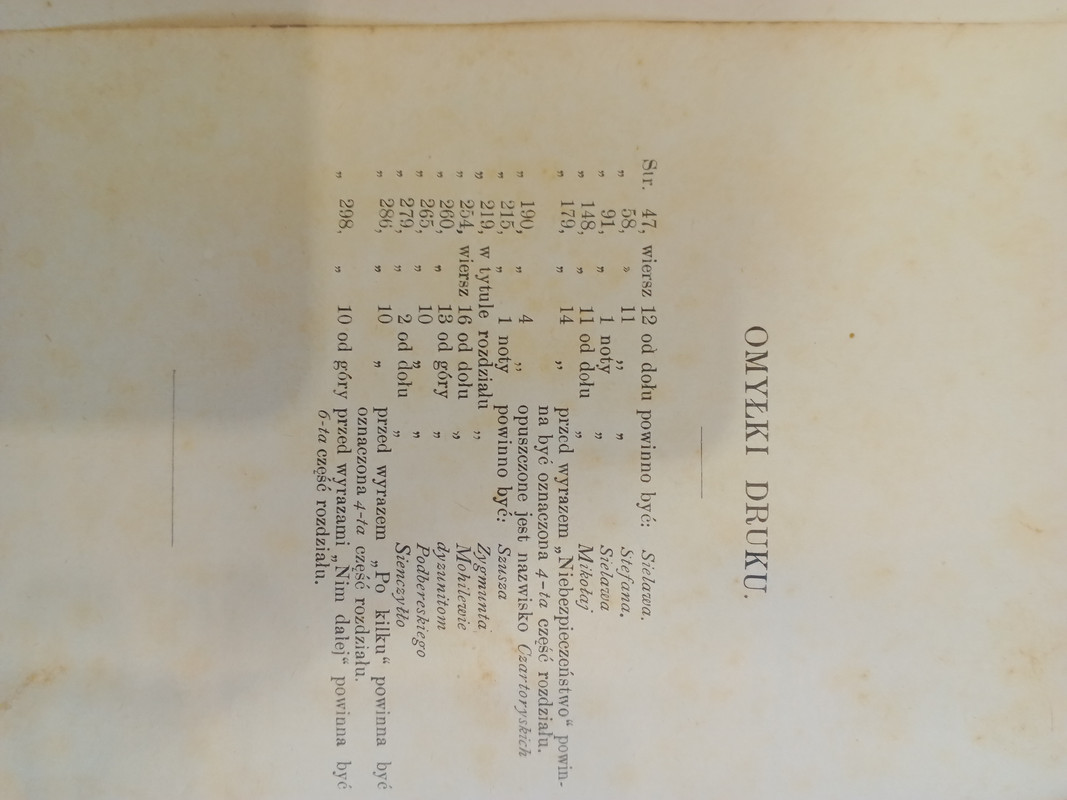 OMYŁKI DRUKU.
Str. 47, wiersz 12 od dołu powinno być: Sielawa.
„ 58, „ 11 „ „ Stefana.
„ 91, „ 1 noty „ Sielawa
„ 148, „ 11 od dołu „ Mikołaj
„ 179, „ 14 „ przed wyrazem „Niebezpieczeństwo“ powin-
na być oznaczona 4-ta część rozdziału.
„ 190, „ 4 „ opuszczone jest nazwisko Czartoryskich
„ 215, „ 1 noty powinno być: Szusza
„ 219, w tytule rozdziału „ Zygmunta
„ 254, wiersz 16 od dołu „ Mohilewie
„ 260, „ 13 od góry „ dyzunitom
„ 265, „ 10 „ „ Podbereskiego
„ 279, „ 2 od dołu „ Sienczyłło
„ 286, „ 10 „ przed wyrazem „Po kilku“ powinna być
oznaczona 4-ta część rozdziału.
„ 298, „ 10 od góry przed wyrazami „Nim dalej“ powinna być
6-ta część rozdziału.